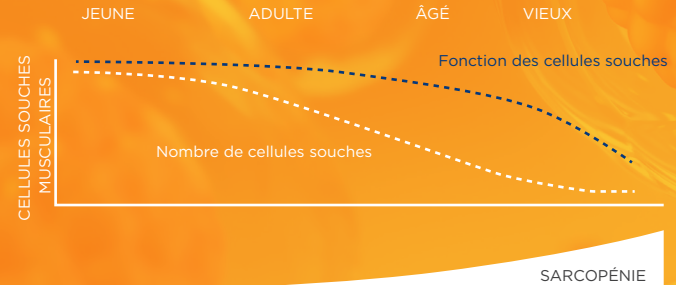 JEUNE ADULTE ÂGÉ VIEUX
Fonction des cellules souches
CELLULES SOUCHES
MUSCULAIRES
Nombre de cellules souches
SARCOPÉNIE